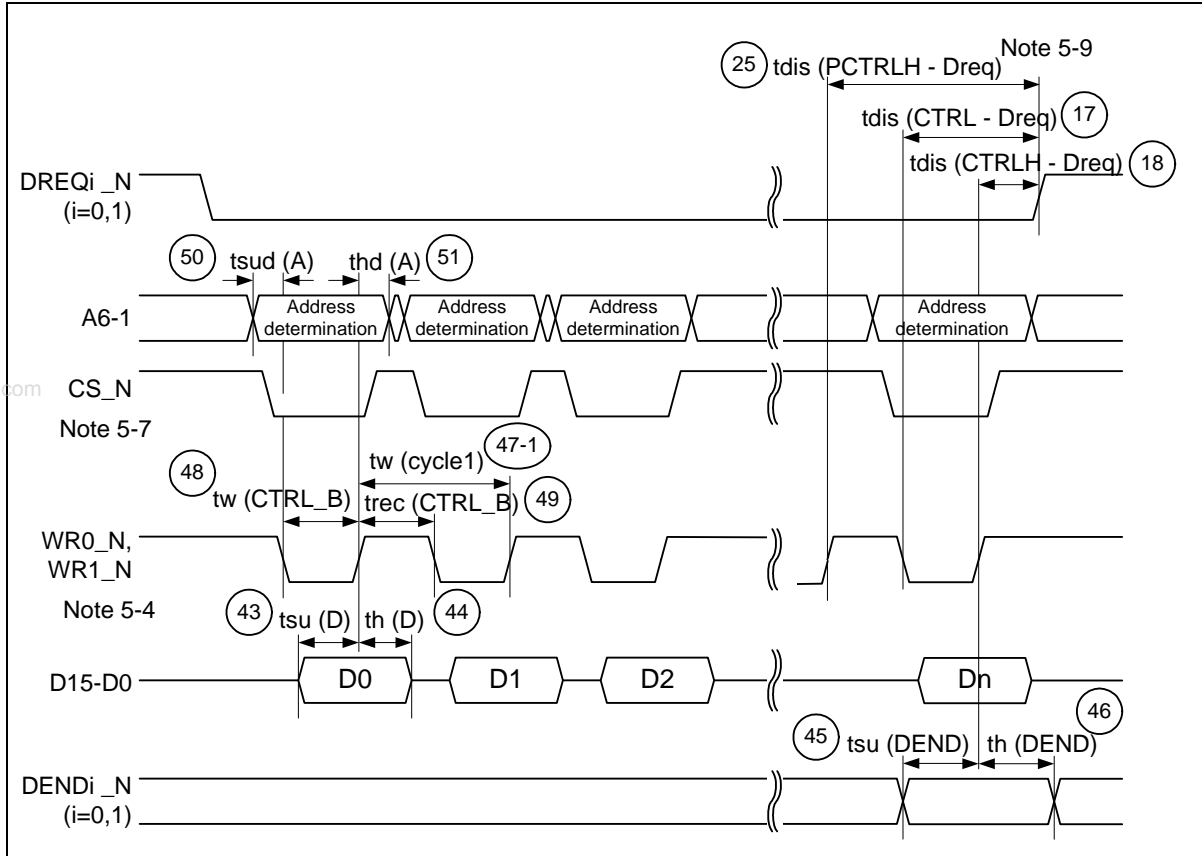 Note 5-9
25 tdis (PCTRLH - Dreq)
tdis (CTRL - Dreq) 17
tdis (CTRLH - Dreq) 18
DREQi _N
(i=0,1)
50 tsud (A) thd (A) 51
A6-1
Address determination
Address determination
Address determination
Address determination
com
CS_N
Note 5-7
47-1
tw (cycle1)
48
tw (CTRL_B) trec (CTRL_B) 49
WR0_N,
WR1_N
Note 5-4
43 tsu (D) th (D) 44
D15-D0 D0 D1 D2 Dn
45 tsu (DEND) th (DEND) 46
DENDi _N
(i=0,1)